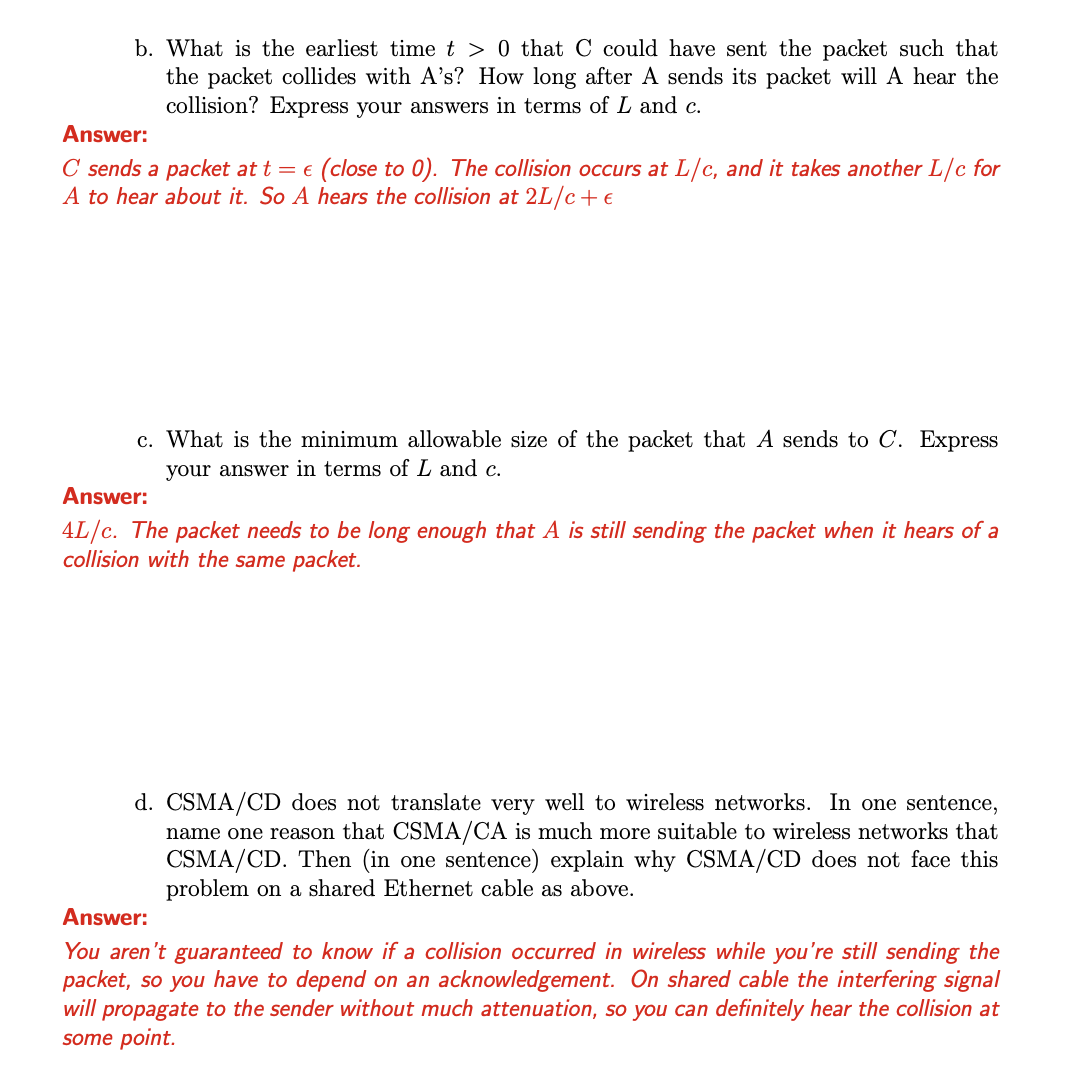 b. What is the earliest time t > 0 that C could have sent the packet such that
the packet collides with A's? How long after A sends its packet will A hear the
collision? Express your answers in terms of L and c.
Answer:
C sends a packet at t = ϵ (close to 0). The collision occurs at L/c, and it takes another L/c for
A to hear about it. So A hears the collision at 2L/c + ϵ
c. What is the minimum allowable size of the packet that A sends to C. Express
your answer in terms of L and c.
Answer:
4L/c. The packet needs to be long enough that A is still sending the packet when it hears of a
collision with the same packet.
d. CSMA/CD does not translate very well to wireless networks. In one sentence,
name one reason that CSMA/CA is much more suitable to wireless networks that
CSMA/CD. Then (in one sentence) explain why CSMA/CD does not face this
problem on a shared Ethernet cable as above.
Answer:
You aren't guaranteed to know if a collision occurred in wireless while you're still sending the
packet, so you have to depend on an acknowledgement. On shared cable the interfering signal
will propagate to the sender without much attenuation, so you can definitely hear the collision at
some point.